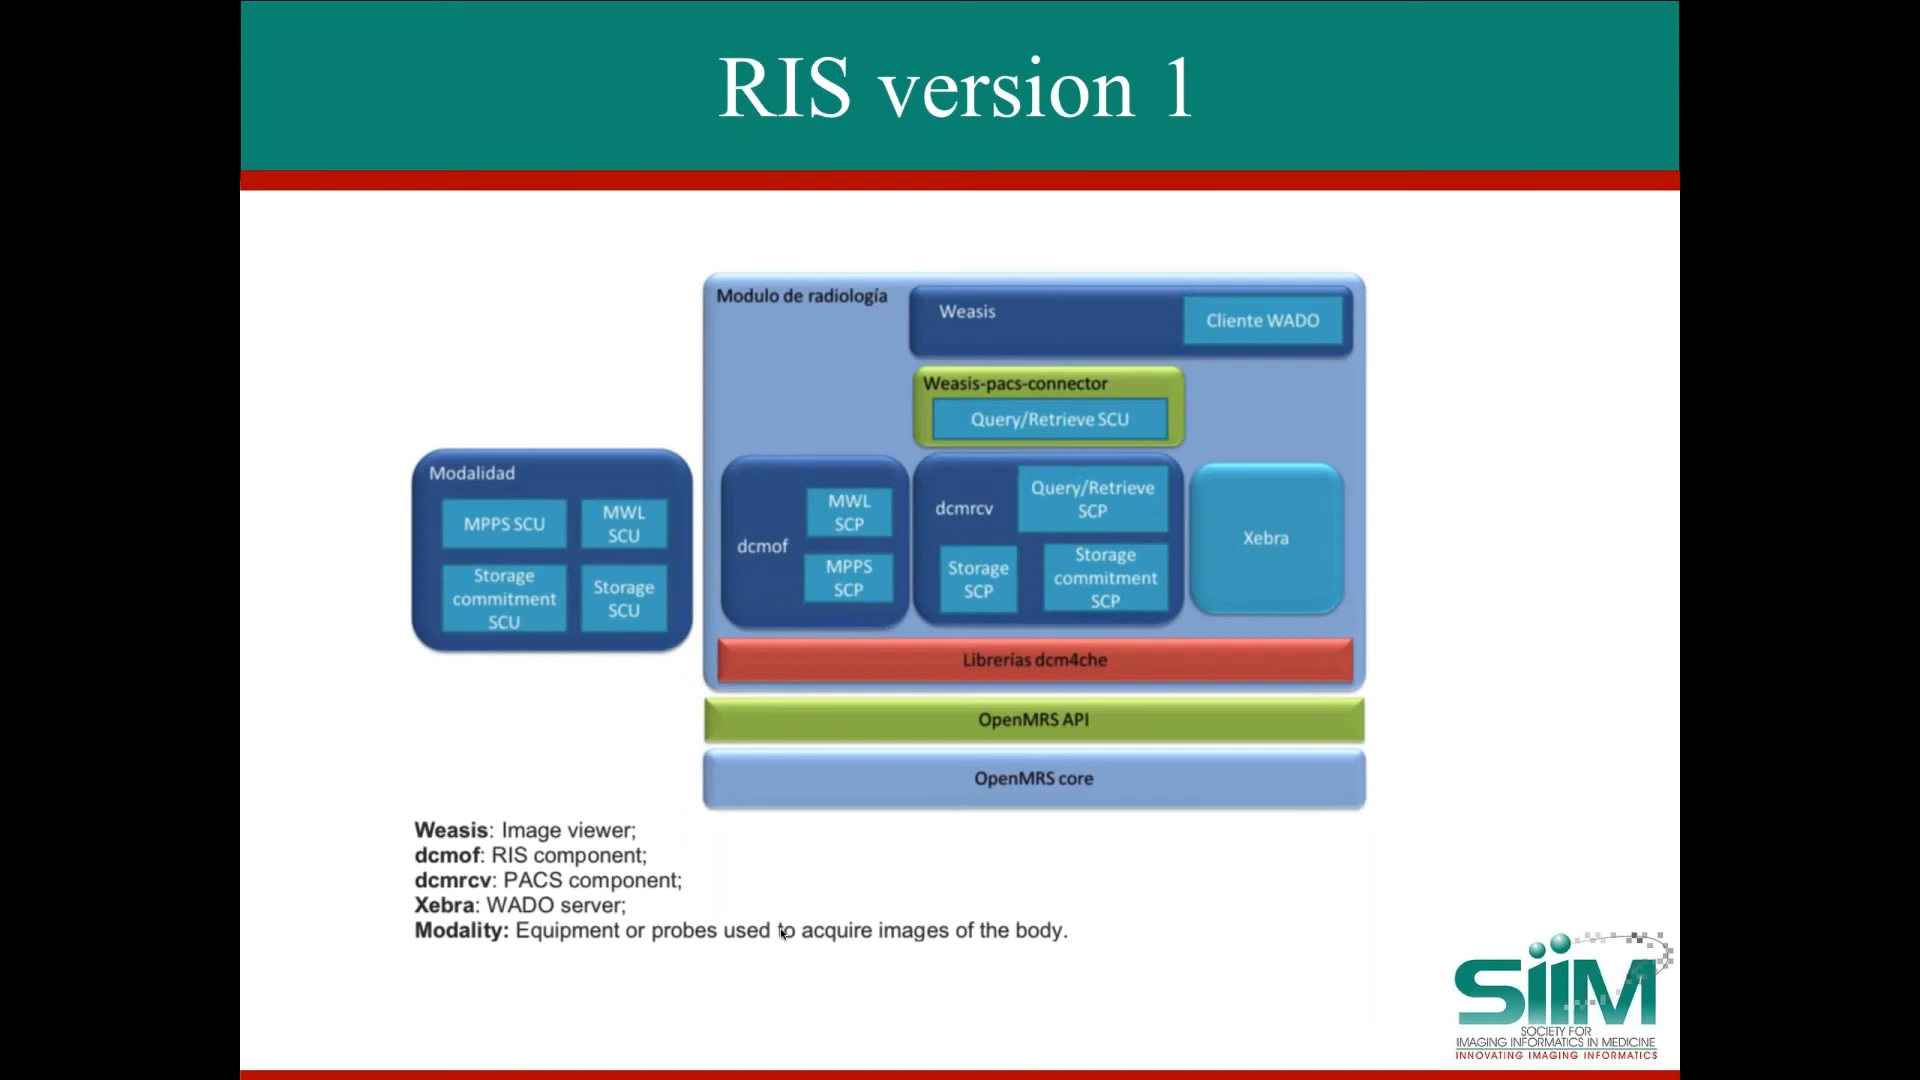 RIS version 1
Modulo de radiología
Weasis
Cliente WADO
Weasis-pacs-connector
Query/Retrieve SCU
Modalidad
MPPS SCU
MWL
SCU
Storage
commitment
SCU
Storage
SCU
dcmof
MWL
SCP
MPPS
SCP
dcmrcv
Query/Retrieve
SCP
Storage
SCP
Storage
commitment
SCP
Xebra
Librerías dcm4che
OpenMRS API
OpenMRS core
Weasis: Image viewer;
dcmof: RIS component;
dcmrcv: PACS component;
Xebra: WADO server;
Modality: Equipment or probes used to acquire images of the body.
SiiM
SOCIETY FOR
IMAGING INFORMATICS IN MEDICINE
INNOVATING IMAGING INFORMATICS